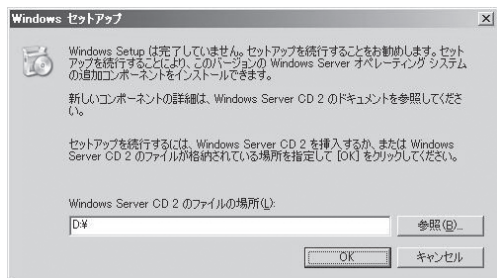 Windows セットアップ
Windows Setup は完了していません。セットアップを続行することをお勧めします。セット
アップを続行することにより、このバージョンの Windows Server オペレーティング システム
の追加コンポーネントをインストールできます。
新しいコンポーネントの詳細は、Windows Server CD 2 のドキュメントを参照してくださ
い。
セットアップを続行するには、Windows Server CD 2 を挿入するか、または Windows
Server CD 2 のファイルが格納されている場所を指定して [OK] をクリックしてください。
Windows Server CD 2 のファイルの場所(L):
D:¥
参照(B)...
OK
キャンセル